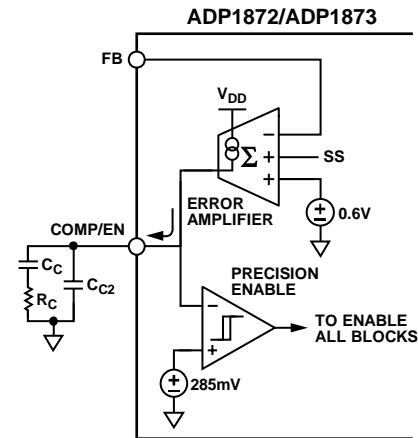 ADP1872/ADP1873
FB
VDD
Σ
−
+
SS
+
ERROR
AMPLIFIER
0.6V
COMP/EN
CC
CC2
RC
PRECISION
ENABLE
−
+
TO ENABLE
ALL BLOCKS
285mV